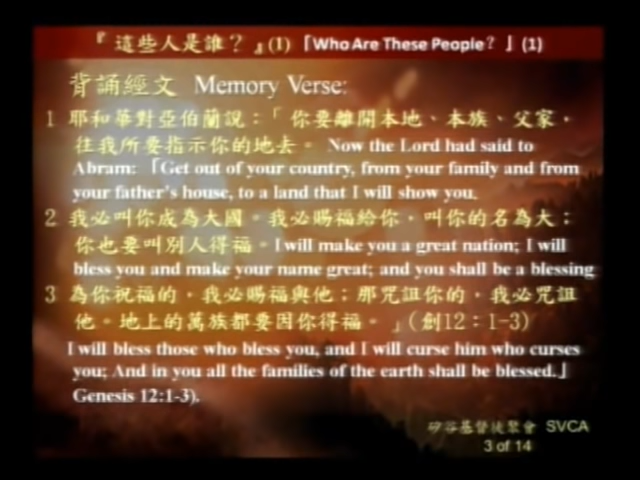 『 這些人是誰？ 』(1) 「Who Are These People？ 」(1)
背誦經文 Memory Verse:
1 耶和華對亞伯蘭說：「 你要離開本地、本族、父家，
往我所要指示你的地去。 Now the Lord had said to
Abram: 「Get out of your country, from your family and from
your father's house, to a land that I will show you.
2 我必叫你成為大國。我必賜福給你，叫你的名為大；
你也要叫別人得福。I will make you a great nation; I will
bless you and make your name great; and you shall be a blessing
3 為你祝福的，我必賜福與他；那咒詛你的，我必咒詛
他。地上的萬族都要因你得福。 」(創12：1-3)
I will bless those who bless you, and I will curse him who curses
you; And in you all the families of the earth shall be blessed.」
Genesis 12:1-3).
矽谷基督徒聚會 SVCA
3 of 14